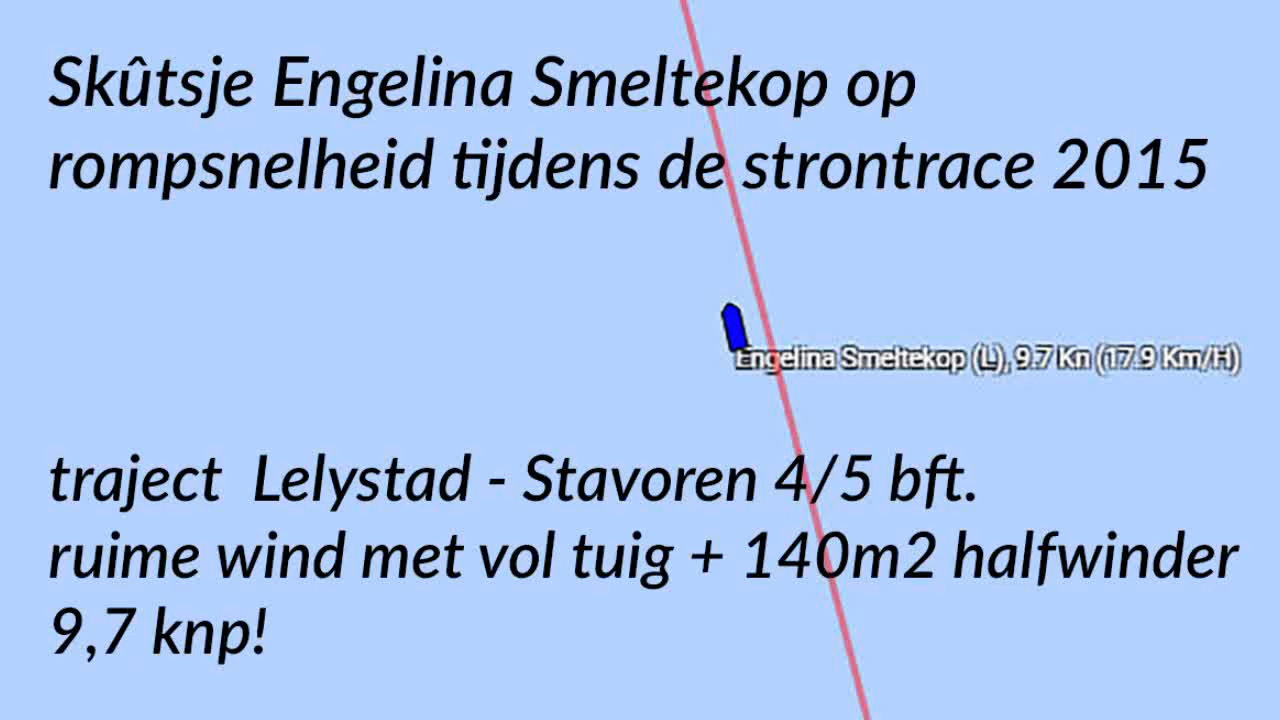 Skûtsje Engelina Smeltekop op
rompsnelheid tijdens de strontrace 2015
Engelina Smeltekop (L), 9.7 Kn (17.9 Km/H)
traject Lelystad - Stavoren 4/5 bft.
ruime wind met vol tuig + 140m2 halfwinder
9,7 knp!